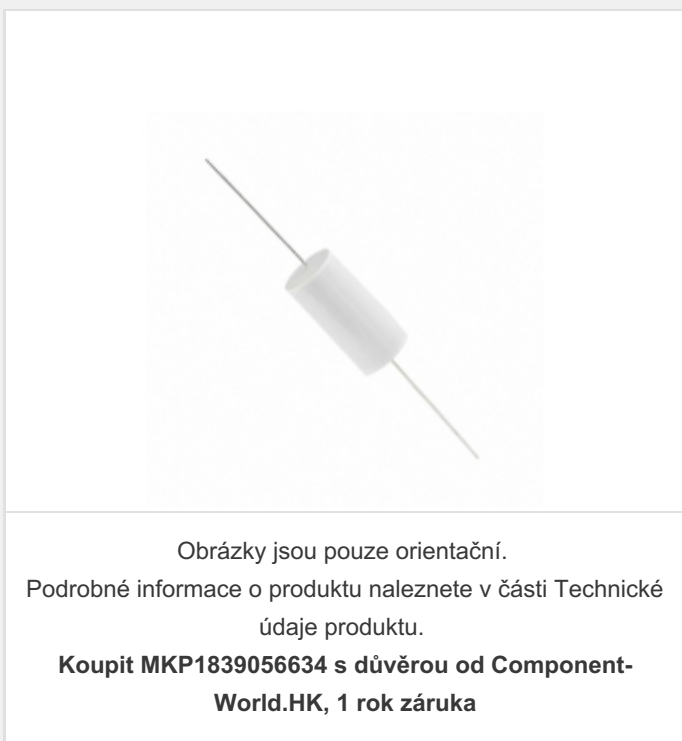 Obrázky jsou pouze orientační.
Podrobné informace o produktu naleznete v části Technické
údaje produktu.
Koupit MKP1839056634 s důvěrou od Component-
World.HK, 1 rok záruka